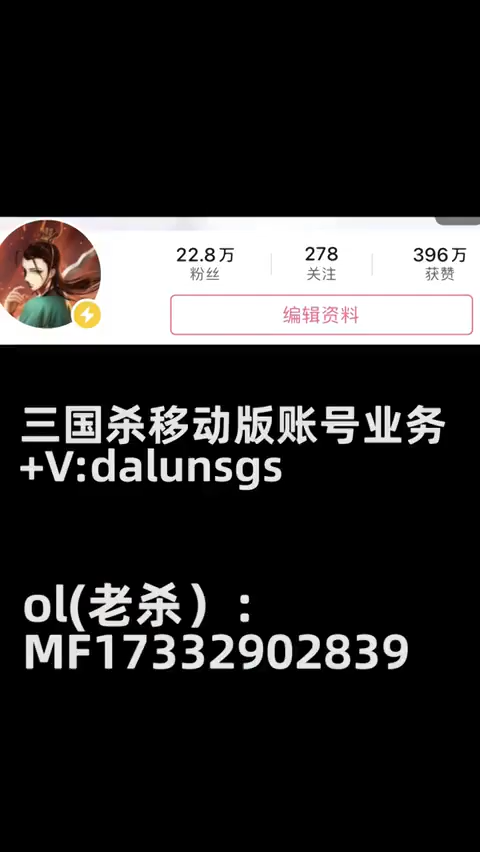 22.8万 278 396万
粉丝 关注 获赞
编辑资料
三国杀移动版账号业务
+V:dalunsgs
ol(老杀）:
MF17332902839